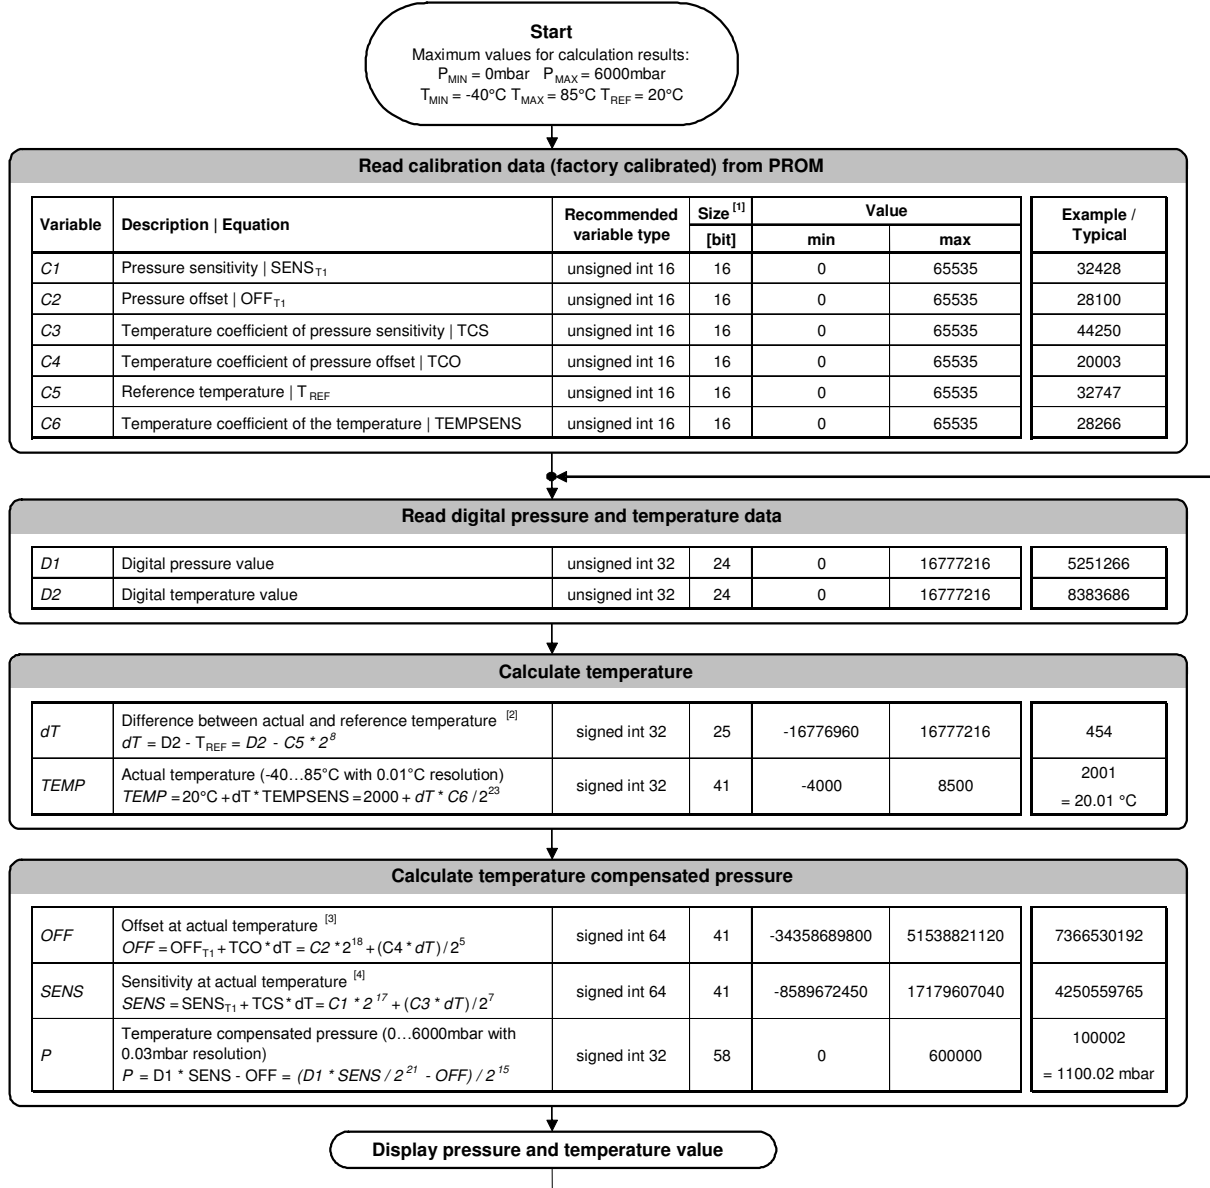 Start
Maximum values for calculation results:
PMIN = 0mbar PMAX = 6000mbar
TMIN = -40°C TMAX = 85°C TREF = 20°C
Read calibration data (factory calibrated) from PROM
Variable Description | Equation Recommended variable type Size [1] [bit] Value min max Example / Typical
C1 Pressure sensitivity | SENST1 unsigned int 16 16 0 65535 32428
C2 Pressure offset | OFFT1 unsigned int 16 16 0 65535 28100
C3 Temperature coefficient of pressure sensitivity | TCS unsigned int 16 16 0 65535 44250
C4 Temperature coefficient of pressure offset | TCO unsigned int 16 16 0 65535 20003
C5 Reference temperature | TREF unsigned int 16 16 0 65535 32747
C6 Temperature coefficient of the temperature | TEMPSENS unsigned int 16 16 0 65535 28266
Read digital pressure and temperature data
D1 Digital pressure value unsigned int 32 24 0 16777216 5251266
D2 Digital temperature value unsigned int 32 24 0 16777216 8383686
Calculate temperature
dT Difference between actual and reference temperature [2]
dT = D2 - TREF = D2 - C5 * 2^8 signed int 32 25 -16776960 16777216 454
TEMP Actual temperature (-40…85°C with 0.01°C resolution)
TEMP = 20°C + dT * TEMPSENS = 2000 + dT * C6 / 2^23 signed int 32 41 -4000 8500 2001
= 20.01 °C
Calculate temperature compensated pressure
OFF Offset at actual temperature [3]
OFF = OFFT1 + TCO * dT = C2 * 2^18 + (C4 * dT) / 2^5 signed int 64 41 -34358689800 51538821120 7366530192
SENS Sensitivity at actual temperature [4]
SENS = SENST1 + TCS * dT = C1 * 2^17 + (C3 * dT) / 2^7 signed int 64 41 -8589672450 17179607040 4250559765
P Temperature compensated pressure (0…6000mbar with
0.03mbar resolution)
P = D1 * SENS - OFF = (D1 * SENS / 2^21 - OFF) / 2^15 signed int 32 58 0 600000 100002
= 1100.02 mbar
Display pressure and temperature value